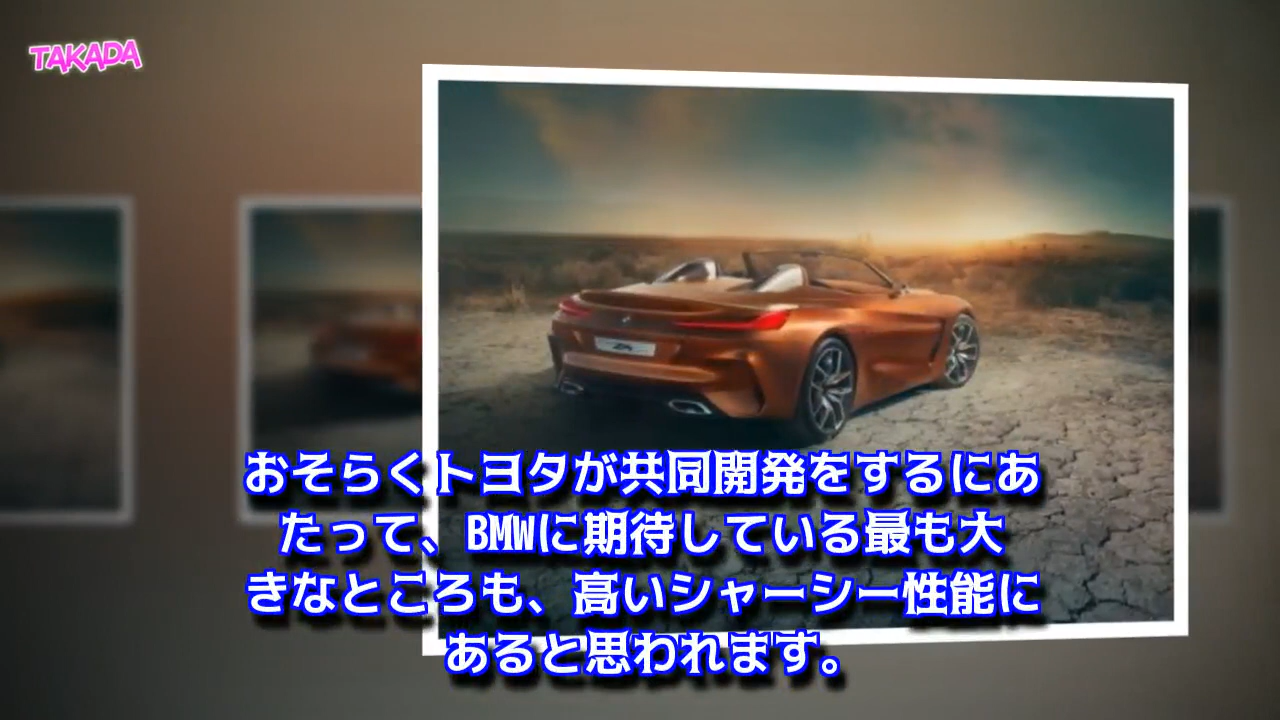 TAKADA
Z4
おそらくトヨタが共同開発をするにあ
たって、BMWに期待している最も大
きなところも、高いシャーシー性能に
あると思われます。